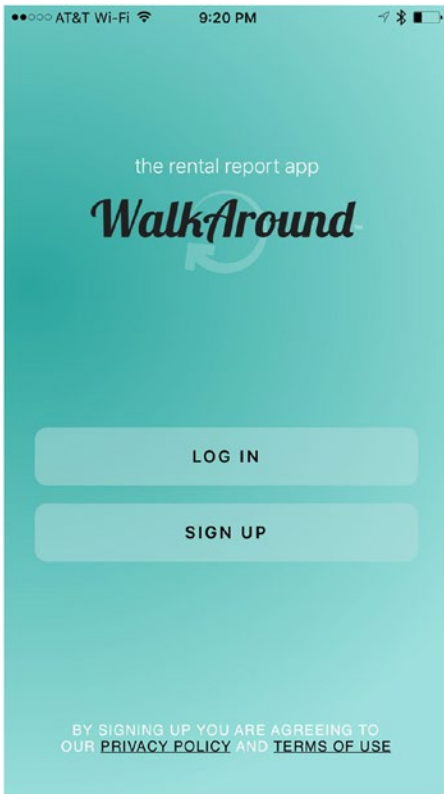 AT&T Wi-Fi 9:20 PM
the rental report app
WalkAround™
LOG IN
SIGN UP
BY SIGNING UP YOU ARE AGREEING TO
OUR PRIVACY POLICY AND TERMS OF USE